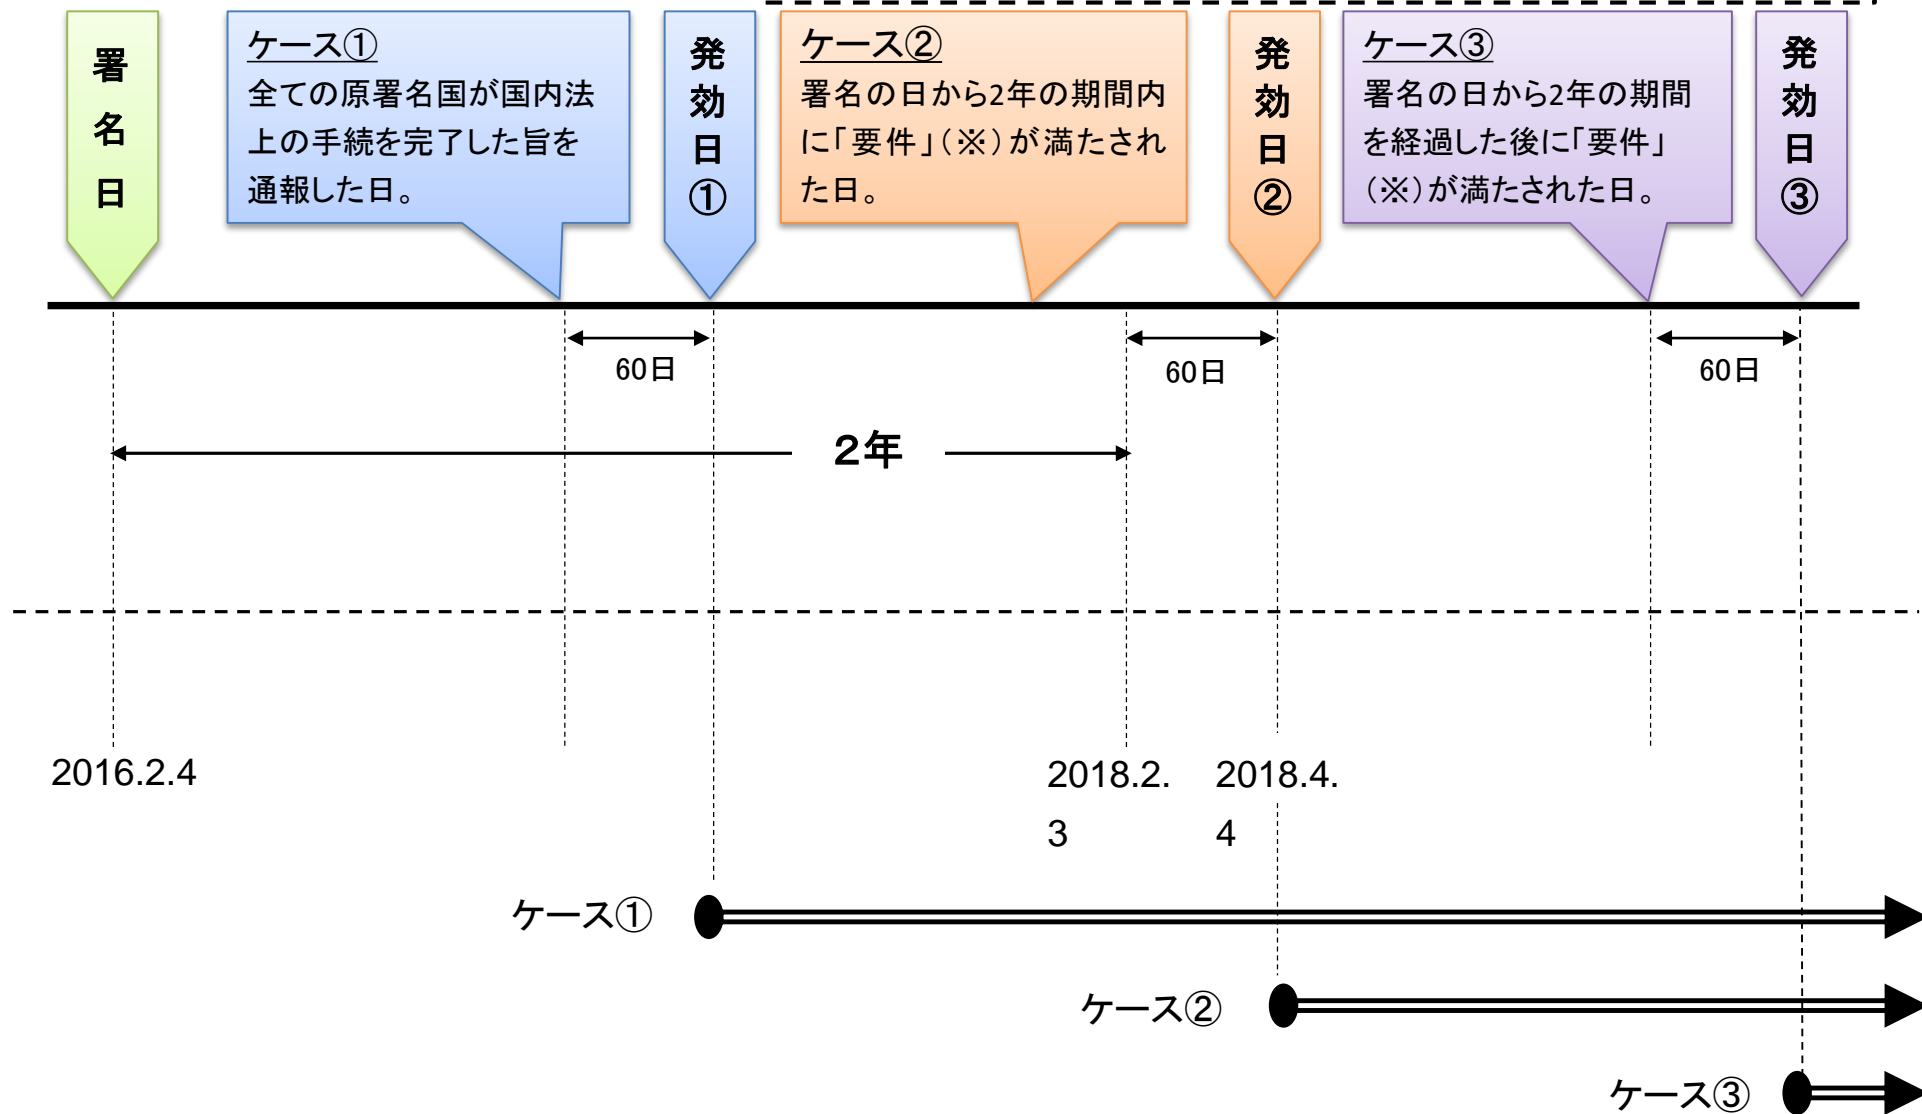 署名日
ケース①
全ての原署名国が国内法
上の手続を完了した旨を
通報した日。
発効日①
ケース②
署名の日から2年の期間内
に「要件」(※)が満たされ
た日。
発効日②
ケース③
署名の日から2年の期間
を経過した後に「要件」
(※)が満たされた日。
発効日③
60日
60日
60日
2年
2016.2.4
2018.2.
3
2018.4.
4
ケース①
ケース②
ケース③